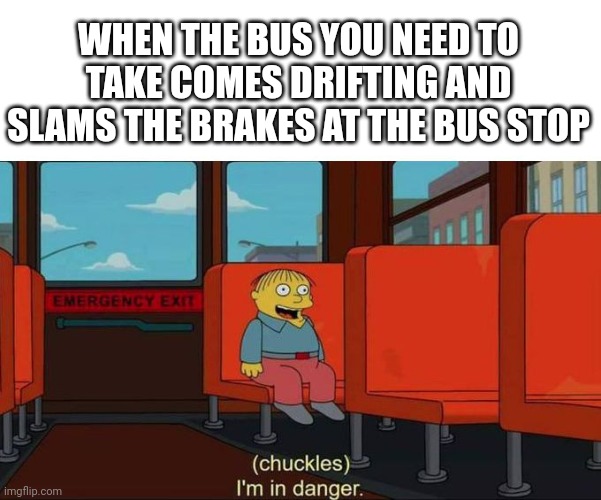 WHEN THE BUS YOU NEED TO
TAKE COMES DRIFTING AND
SLAMS THE BRAKES AT THE BUS STOP
EMERGENCY EXIT
(chuckles)
I'm in danger.
imgflip.com